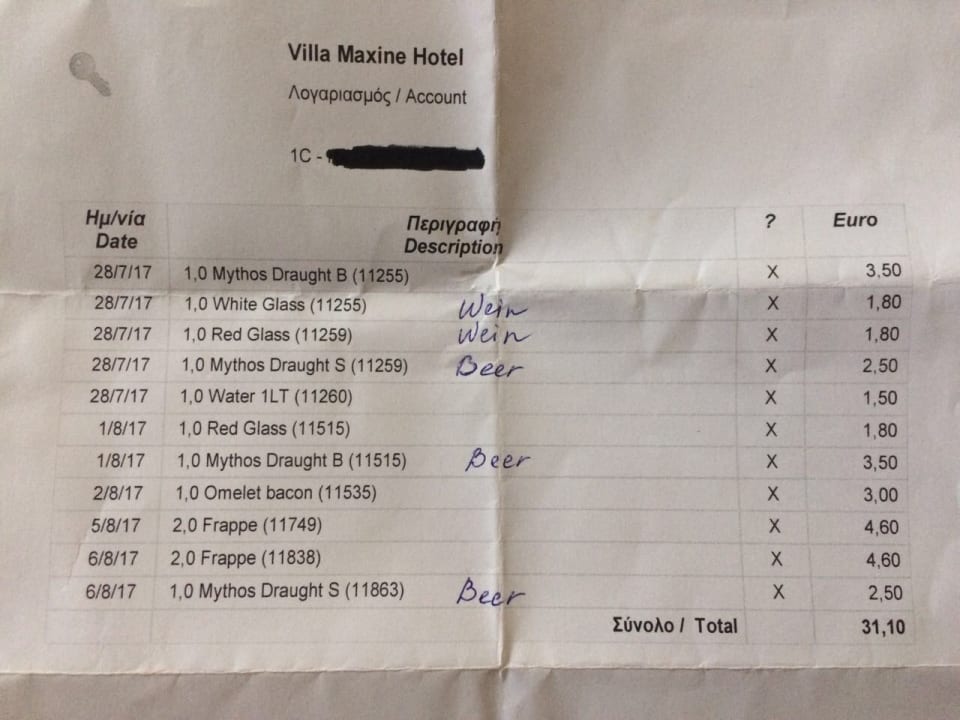 Villa Maxine Hotel
Λογαριασμός / Account
1C -
Ημ/νία Περιγραφή ? Euro
Date Description
28/7/17 1,0 Mythos Draught B (11255) X 3,50
28/7/17 1,0 White Glass (11255) Wein X 1,80
28/7/17 1,0 Red Glass (11259) Wein X 1,80
28/7/17 1,0 Mythos Draught S (11259) Beer X 2,50
28/7/17 1,0 Water 1LT (11260) X 1,50
1/8/17 1,0 Red Glass (11515) X 1,80
1/8/17 1,0 Mythos Draught B (11515) Beer X 3,50
2/8/17 1,0 Omelet bacon (11535) X 3,00
5/8/17 2,0 Frappe (11749) X 4,60
6/8/17 2,0 Frappe (11838) X 4,60
6/8/17 1,0 Mythos Draught S (11863) Beer X 2,50
Σύνολο / Total 31,10